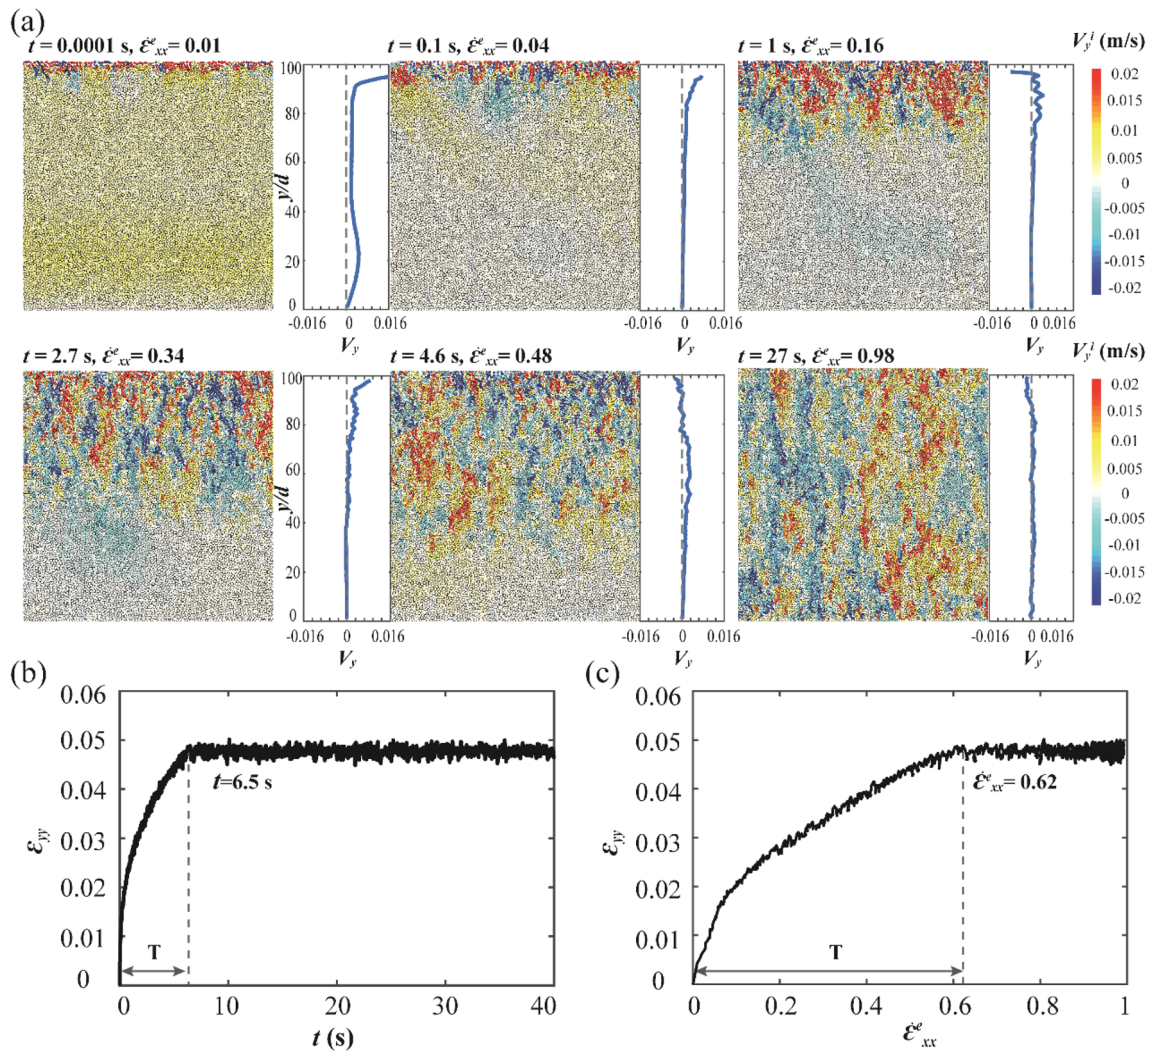 (a)
t = 0.0001 s, ε̇ᵉxx= 0.01
t = 0.1 s, ε̇ᵉxx= 0.04
t = 1 s, ε̇ᵉxx= 0.16
Vyⁱ (m/s)
100
80
60
40
20
0
y/d
-0.016 0 0.016
Vy
-0.016 0 0.016
Vy
-0.016 0 0.016
Vy
0.02
0.015
0.01
0.005
0
-0.005
-0.01
-0.015
-0.02
t = 2.7 s, ε̇ᵉxx= 0.34
t = 4.6 s, ε̇ᵉxx= 0.48
t = 27 s, ε̇ᵉxx= 0.98
Vyⁱ (m/s)
100
80
60
40
20
0
y/d
-0.016 0 0.016
Vy
-0.016 0 0.016
Vy
-0.016 0 0.016
Vy
0.02
0.015
0.01
0.005
0
-0.005
-0.01
-0.015
-0.02
(b)
0.06
0.05
0.04
0.03
0.02
0.01
0
εyy
t=6.5 s
T
0 10 20 30 40
t (s)
(c)
0.06
0.05
0.04
0.03
0.02
0.01
0
εyy
ε̇ᵉxx= 0.62
T
0 0.2 0.4 0.6 0.8 1
ε̇ᵉxx